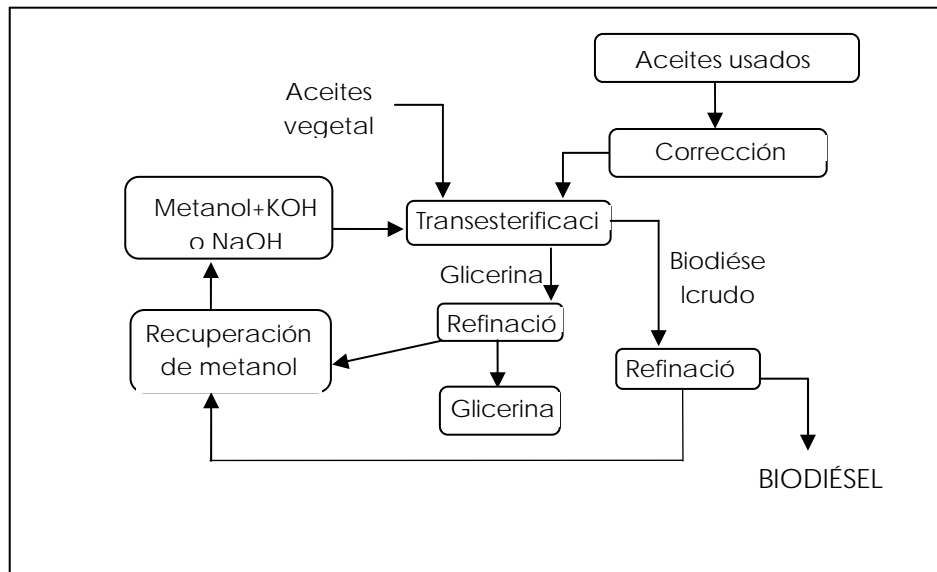 Aceites usados
Aceites
vegetal
Corrección
Metanol+KOH
o NaOH
Transesterificaci
Glicerina
Biodiése
lcrudo
Recuperación
de metanol
Refinació
Refinació
Glicerina
BIODIÉSEL